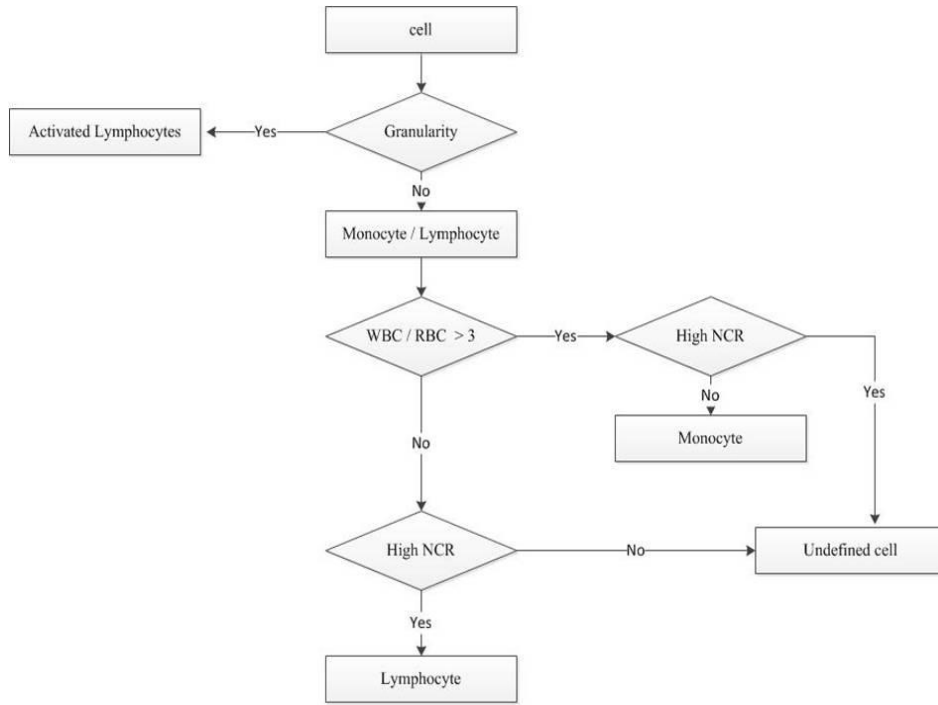 cell
Activated Lymphocytes
Yes
Granularity
No
Monocyte / Lymphocyte
WBC / RBC > 3
Yes
High NCR
No
Yes
Monocyte
No
High NCR
No
Undefined cell
Yes
Lymphocyte